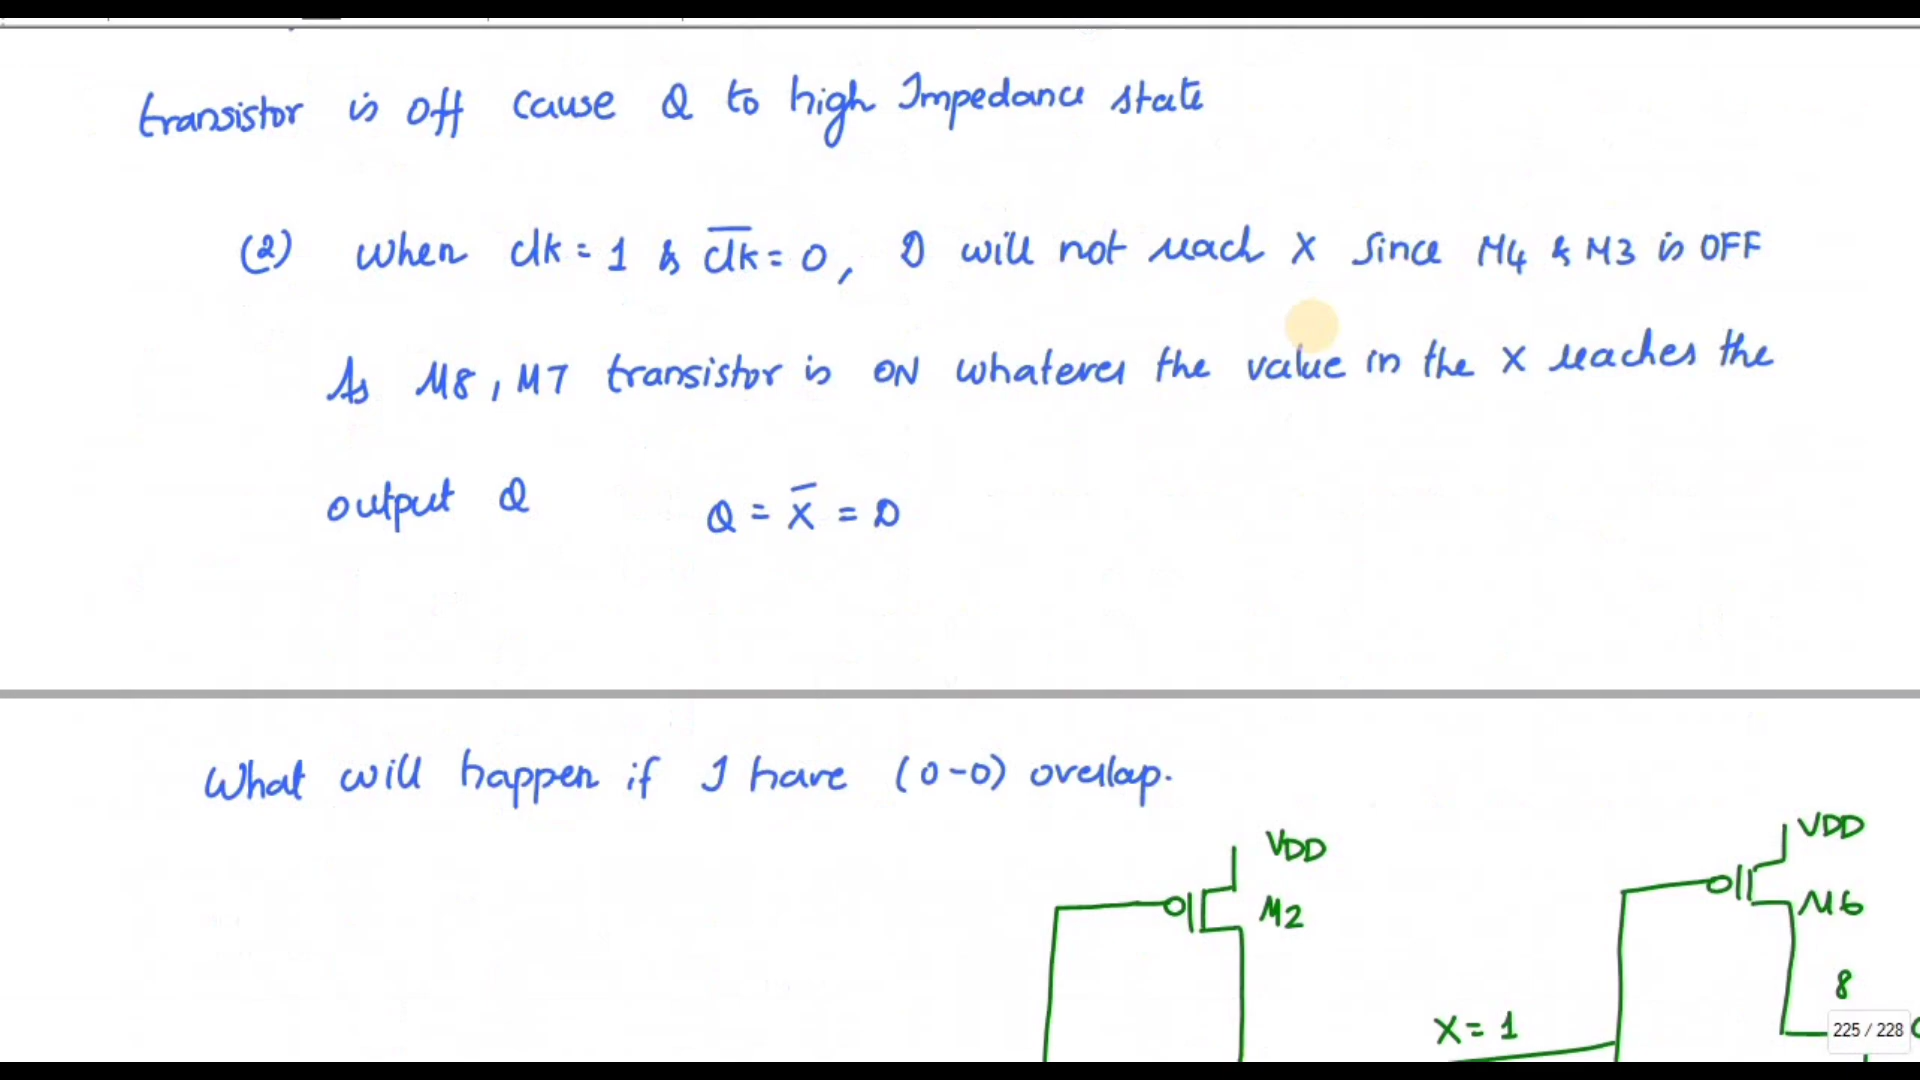 transistor is off cause Q to high Impedance state
(2) when clk = 1 & c̅l̅k̅ = 0, D will not reach X since M4 & M3 is OFF
As M8, M7 transistor is ON whatever the value in the X reaches the
output Q Q = X̅ = D
What will happen if I have (0-0) overlap.
VDD
VDD
M2
M6
8
X = 1
225 / 228